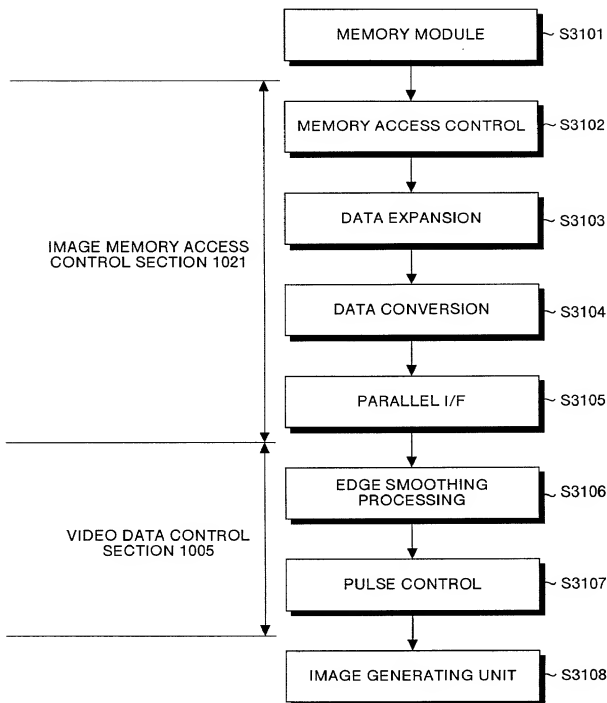 MEMORY MODULE
S3101
MEMORY ACCESS CONTROL
S3102
DATA EXPANSION
S3103
IMAGE MEMORY ACCESS
CONTROL SECTION 1021
DATA CONVERSION
S3104
PARALLEL I/F
S3105
EDGE SMOOTHING
PROCESSING
S3106
VIDEO DATA CONTROL
SECTION 1005
PULSE CONTROL
S3107
IMAGE GENERATING UNIT
S3108